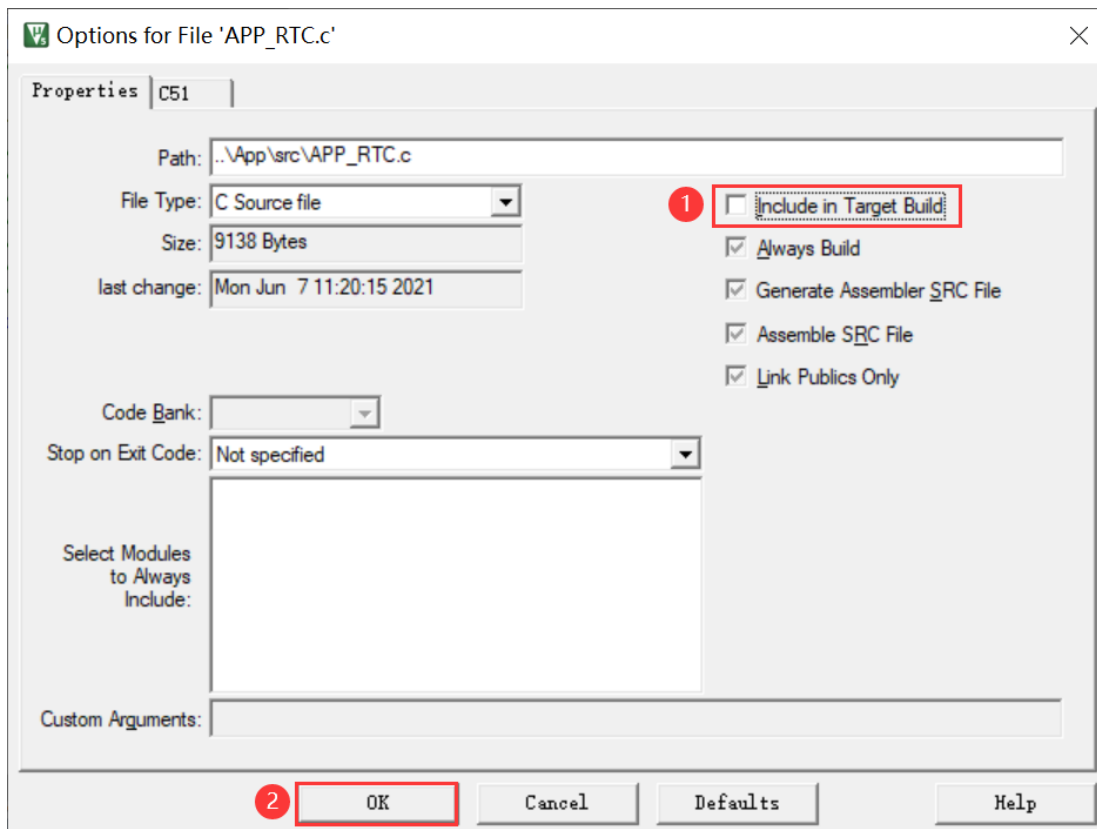 Options for File 'APP_RTC.c'
Properties C51
Path: ..\App\src\APP_RTC.c
File Type: C Source file
1 Include in Target Build
Size: 9138 Bytes
Always Build
last change: Mon Jun 7 11:20:15 2021
Generate Assembler SRC File
Assemble SRC File
Link Publics Only
Code Bank:
Stop on Exit Code: Not specified
Select Modules
to Always
Include:
Custom Arguments:
2 OK Cancel Defaults Help